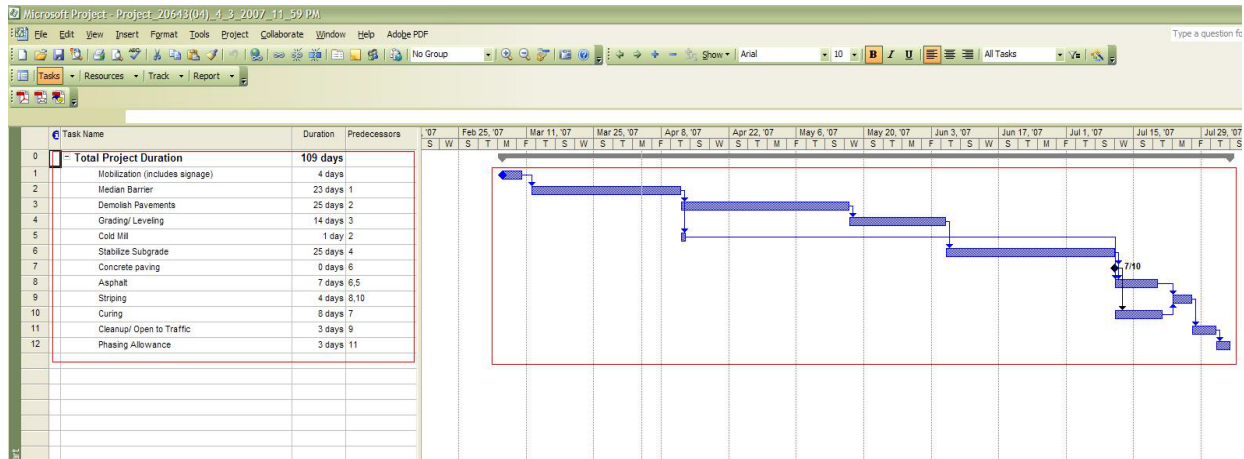 Microsoft Project - Project_20643(04)_4_3_2007_11_59 PM
File Edit View Insert Format Tools Project Collaborate Window Help Adobe PDF Type a question fo
No Group Show Arial 10 B I U All Tasks
Tasks Resources Track Report
Task Name Duration Predecessors , '07 Feb 25, '07 Mar 11, '07 Mar 25, '07 Apr 8, '07 Apr 22, '07 May 6, '07 May 20, '07 Jun 3, '07 Jun 17, '07 Jul 1, '07 Jul 15, '07 Jul 29, '07
S W S T M F T S W S T M F T S W S T M F T S W S T M F T S W S T M F T S
0 Total Project Duration 109 days
1 Mobilization (includes signage) 4 days
2 Median Barrier 23 days 1
3 Demolish Pavements 25 days 2
4 Grading/ Leveling 14 days 3
5 Cold Mill 1 day 2
6 Stabilize Subgrade 25 days 4
7 Concrete paving 0 days 6 7/10
8 Asphalt 7 days 6,5
9 Striping 4 days 8,10
10 Curing 8 days 7
11 Cleanup/ Open to Traffic 3 days 9
12 Phasing Allowance 3 days 11